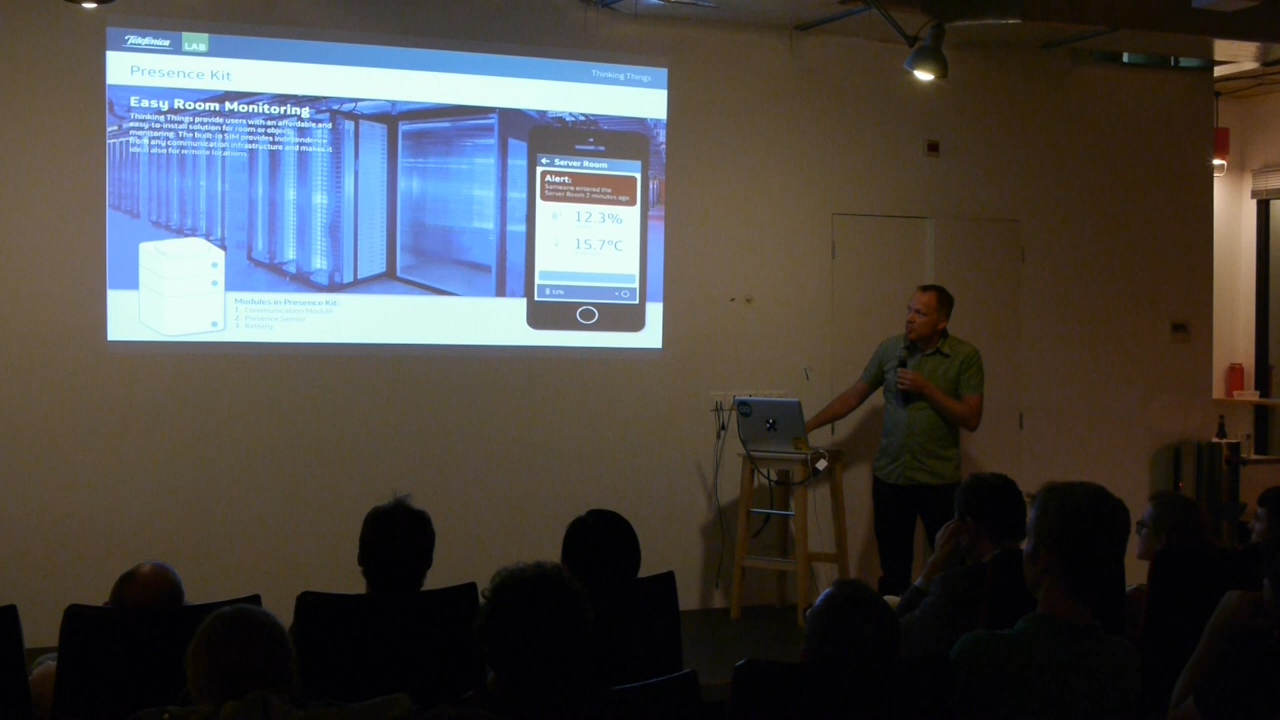 Telefónica LAB
Presence Kit
Thinking Things
Easy Room Monitoring
Thinking Things provide users with an affordable and
easy-to-install solution for room or object
monitoring. The built-in SIM provides independence
from any communication infrastructure and makes it
ideal also for remote locations.
Server Room
Alert:
Someone entered the
Server Room 2 minutes ago.
12.3%
15.7°C
52%
Modules in Presence Kit:
1. Communication Module
2. Presence Sensor
3. Battery